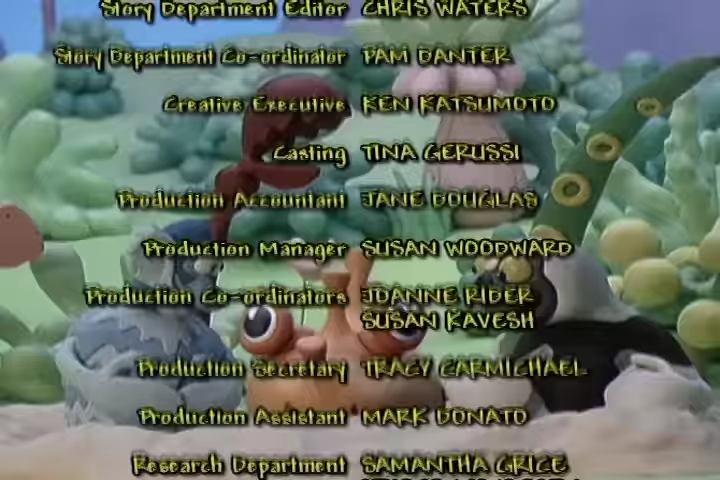 Story Department Editor CHRIS WATERS
Story Department Co-ordinator PAM DANTER
Creative Executive KEN KATSUMOTO
Casting TINA GERUSSI
Production Accountant JANE DOUGLAS
Production Manager SUSAN WOODWARD
Production Co-ordinators JOANNE RIDER
SUSAN KAVESH
Production Secretary TRACY CARMICHAEL
Production Assistant MARK DONATO
Research Department SAMANTHA GRICE